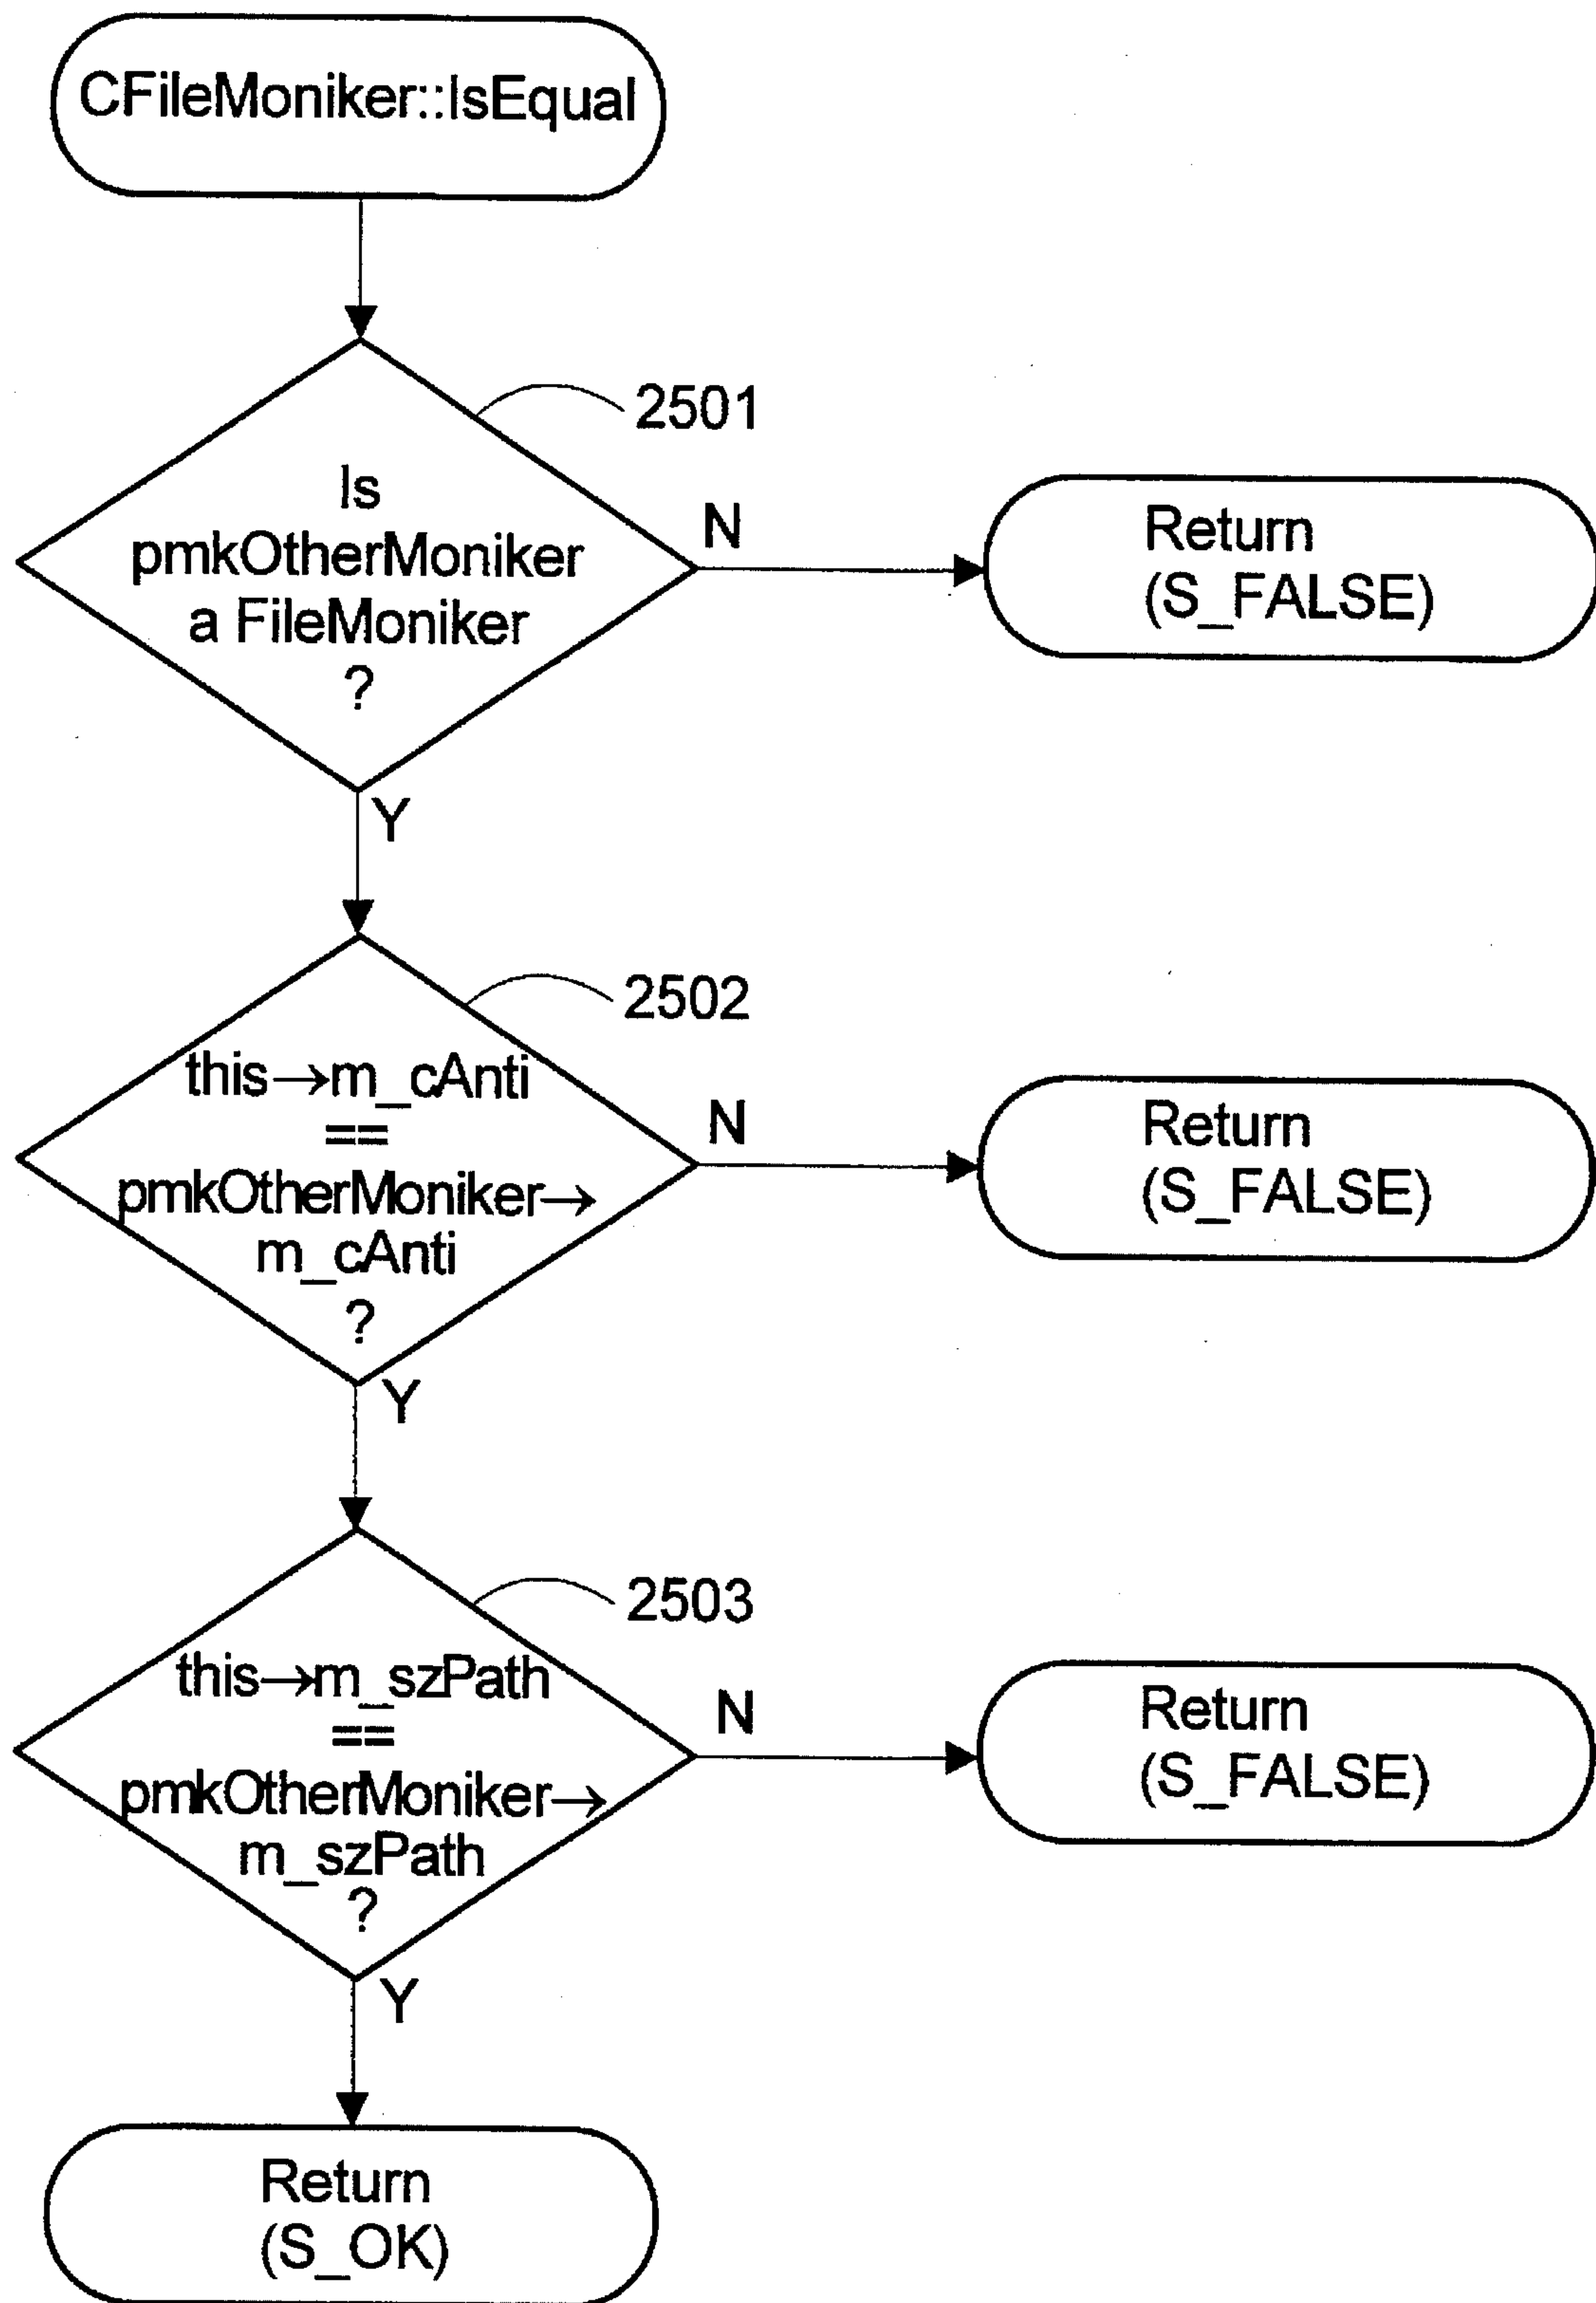 CFileMoniker::IsEqual
2501
Is
pmkOtherMoniker
a FileMoniker
?
N
Return
(S_FALSE)
Y
2502
this→m_cAnti
==
pmkOtherMoniker→
m_cAnti
?
N
Return
(S_FALSE)
Y
2503
this→m_szPath
==
pmkOtherMoniker→
m_szPath
?
N
Return
(S_FALSE)
Y
Return
(S_OK)